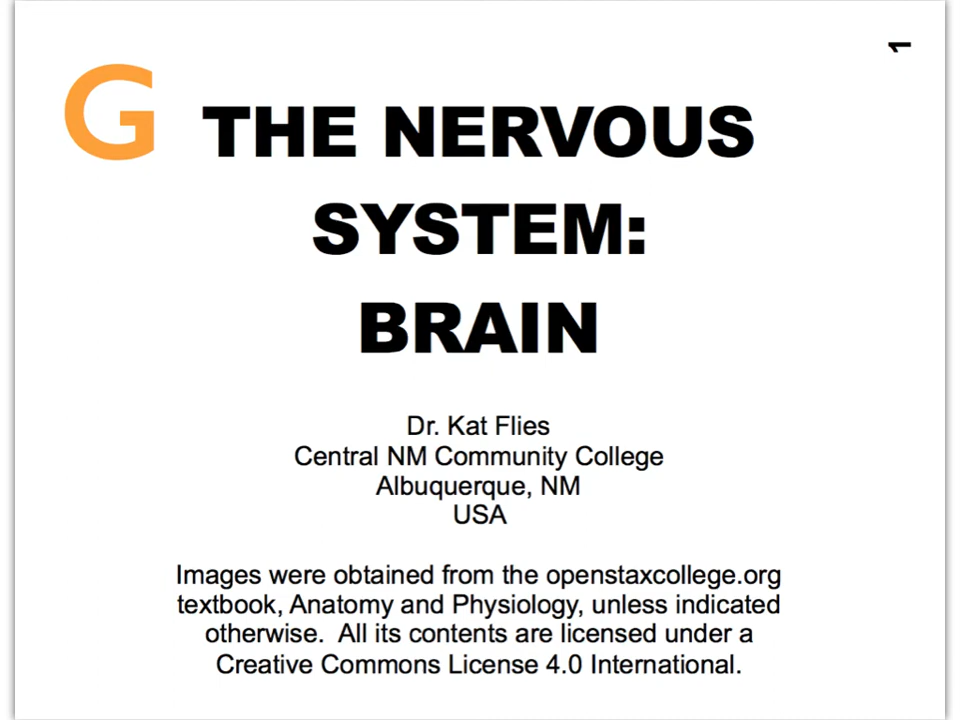 1
G
THE NERVOUS
SYSTEM:
BRAIN
Dr. Kat Flies
Central NM Community College
Albuquerque, NM
USA
Images were obtained from the openstaxcollege.org
textbook, Anatomy and Physiology, unless indicated
otherwise.  All its contents are licensed under a
Creative Commons License 4.0 International.